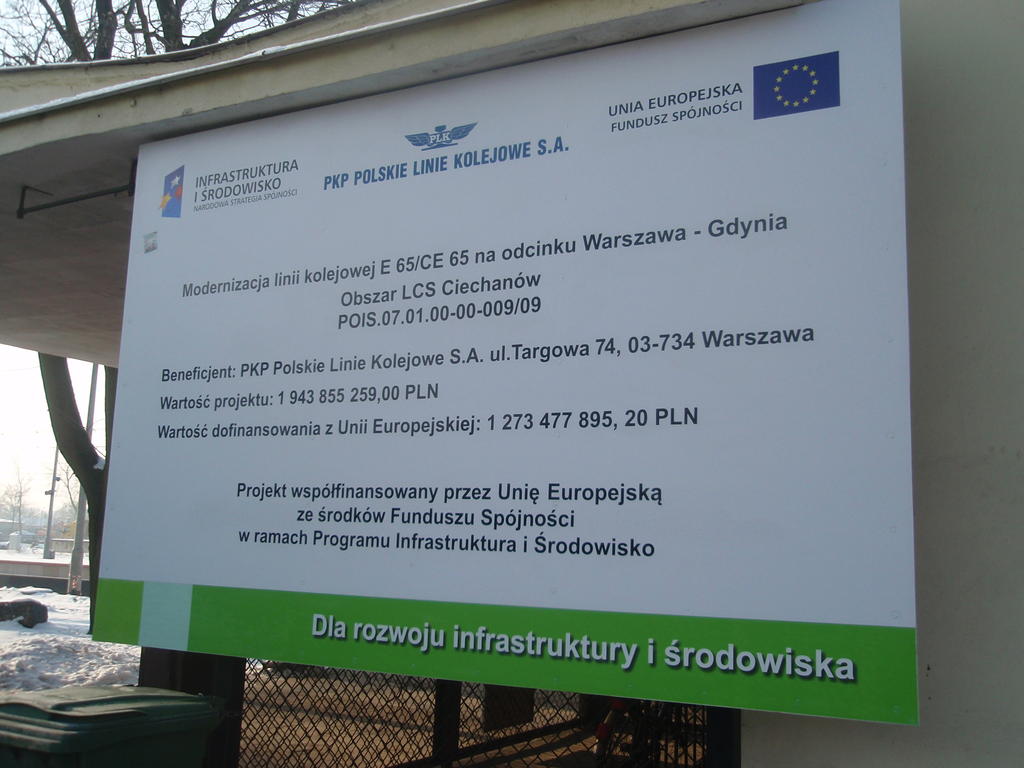 INFRASTRUKTURA
I ŚRODOWISKO
NARODOWA STRATEGIA SPÓJNOŚCI
PLK
PKP POLSKIE LINIE KOLEJOWE S.A.
UNIA EUROPEJSKA
FUNDUSZ SPÓJNOŚCI
Modernizacja linii kolejowej E 65/CE 65 na odcinku Warszawa - Gdynia
Obszar LCS Ciechanów
POIS.07.01.00-00-009/09
Beneficjent: PKP Polskie Linie Kolejowe S.A. ul.Targowa 74, 03-734 Warszawa
Wartość projektu: 1 943 855 259,00 PLN
Wartość dofinansowania z Unii Europejskiej: 1 273 477 895, 20 PLN
Projekt współfinansowany przez Unię Europejską
ze środków Funduszu Spójności
w ramach Programu Infrastruktura i Środowisko
Dla rozwoju infrastruktury i środowiska